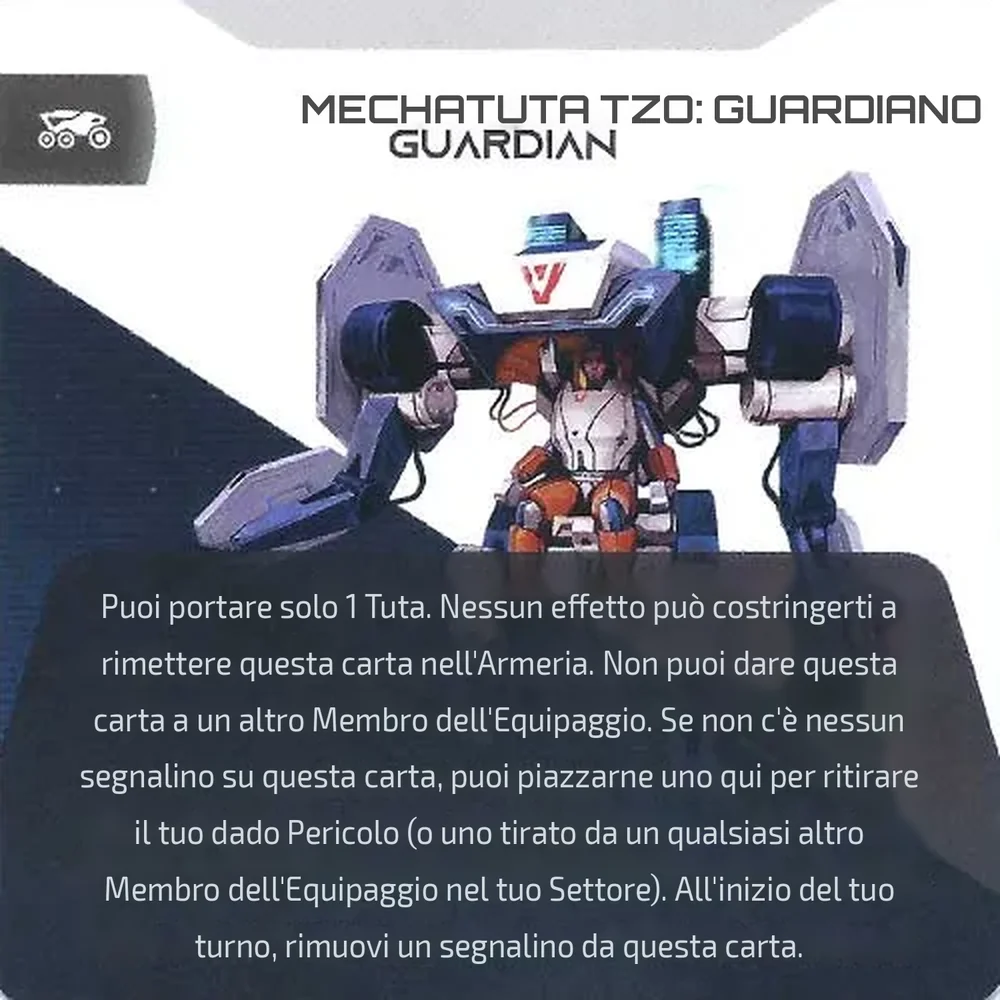 MECHATUTA TZO: GUARDIANO
GUARDIAN
Puoi portare solo 1 Tuta. Nessun effetto può costringerti a
rimettere questa carta nell'Armeria. Non puoi dare questa
carta a un altro Membro dell'Equipaggio. Se non c'è nessun
segnalino su questa carta, puoi piazzarne uno qui per ritirare
il tuo dado Pericolo (o uno tirato da un qualsiasi altro
Membro dell'Equipaggio nel tuo Settore). All'inizio del tuo
turno, rimuovi un segnalino da questa carta.